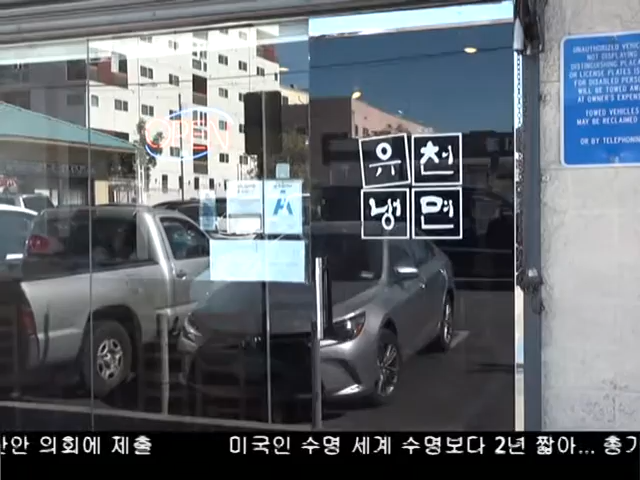 UNAUTHORIZED VEHICLES
NOT DISPLAYING
DISTINGUISHING PLACARDS
OR LICENSE PLATES ISSUED
FOR DISABLED PERSONS
WILL BE TOWED AWAY
AT OWNER'S EXPENSE
TOWED VEHICLES
MAY BE RECLAIMED AT
OR BY TELEPHONING
OPEN
유천
냉면
A
의회에 제출 미국인 수명 세계 수명보다 2년 짧아... 총기